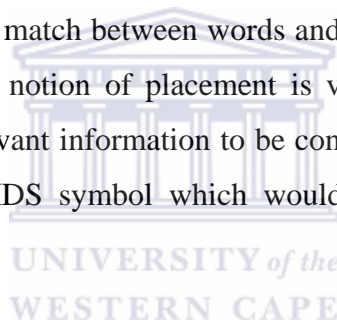 match between words and
notion of placement is v
vant information to be con
DS symbol which would
UNIVERSITY of the
WESTERN CAPE